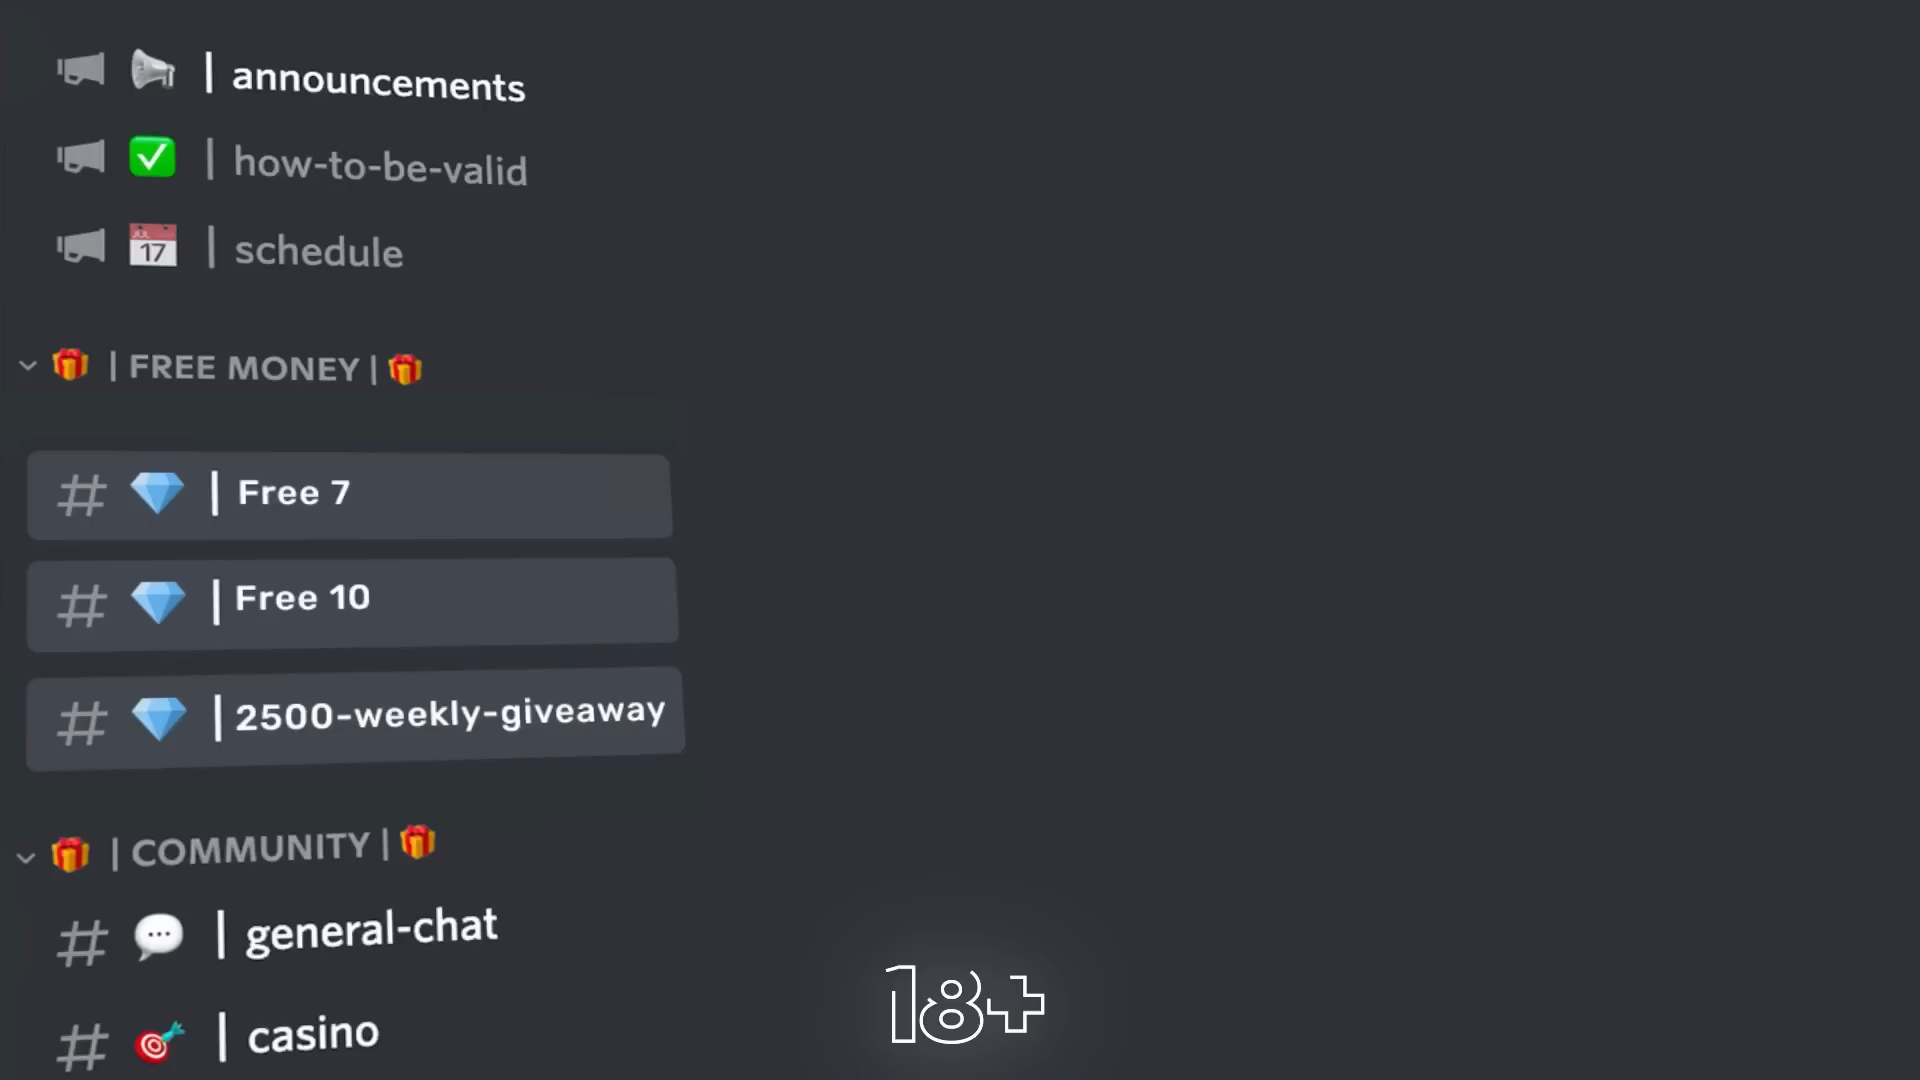 | announcements
| how-to-be-valid
JUL 17 | schedule
| FREE MONEY |
# | Free 7
# | Free 10
# | 2500-weekly-giveaway
| COMMUNITY |
# | general-chat
# | casino
18+